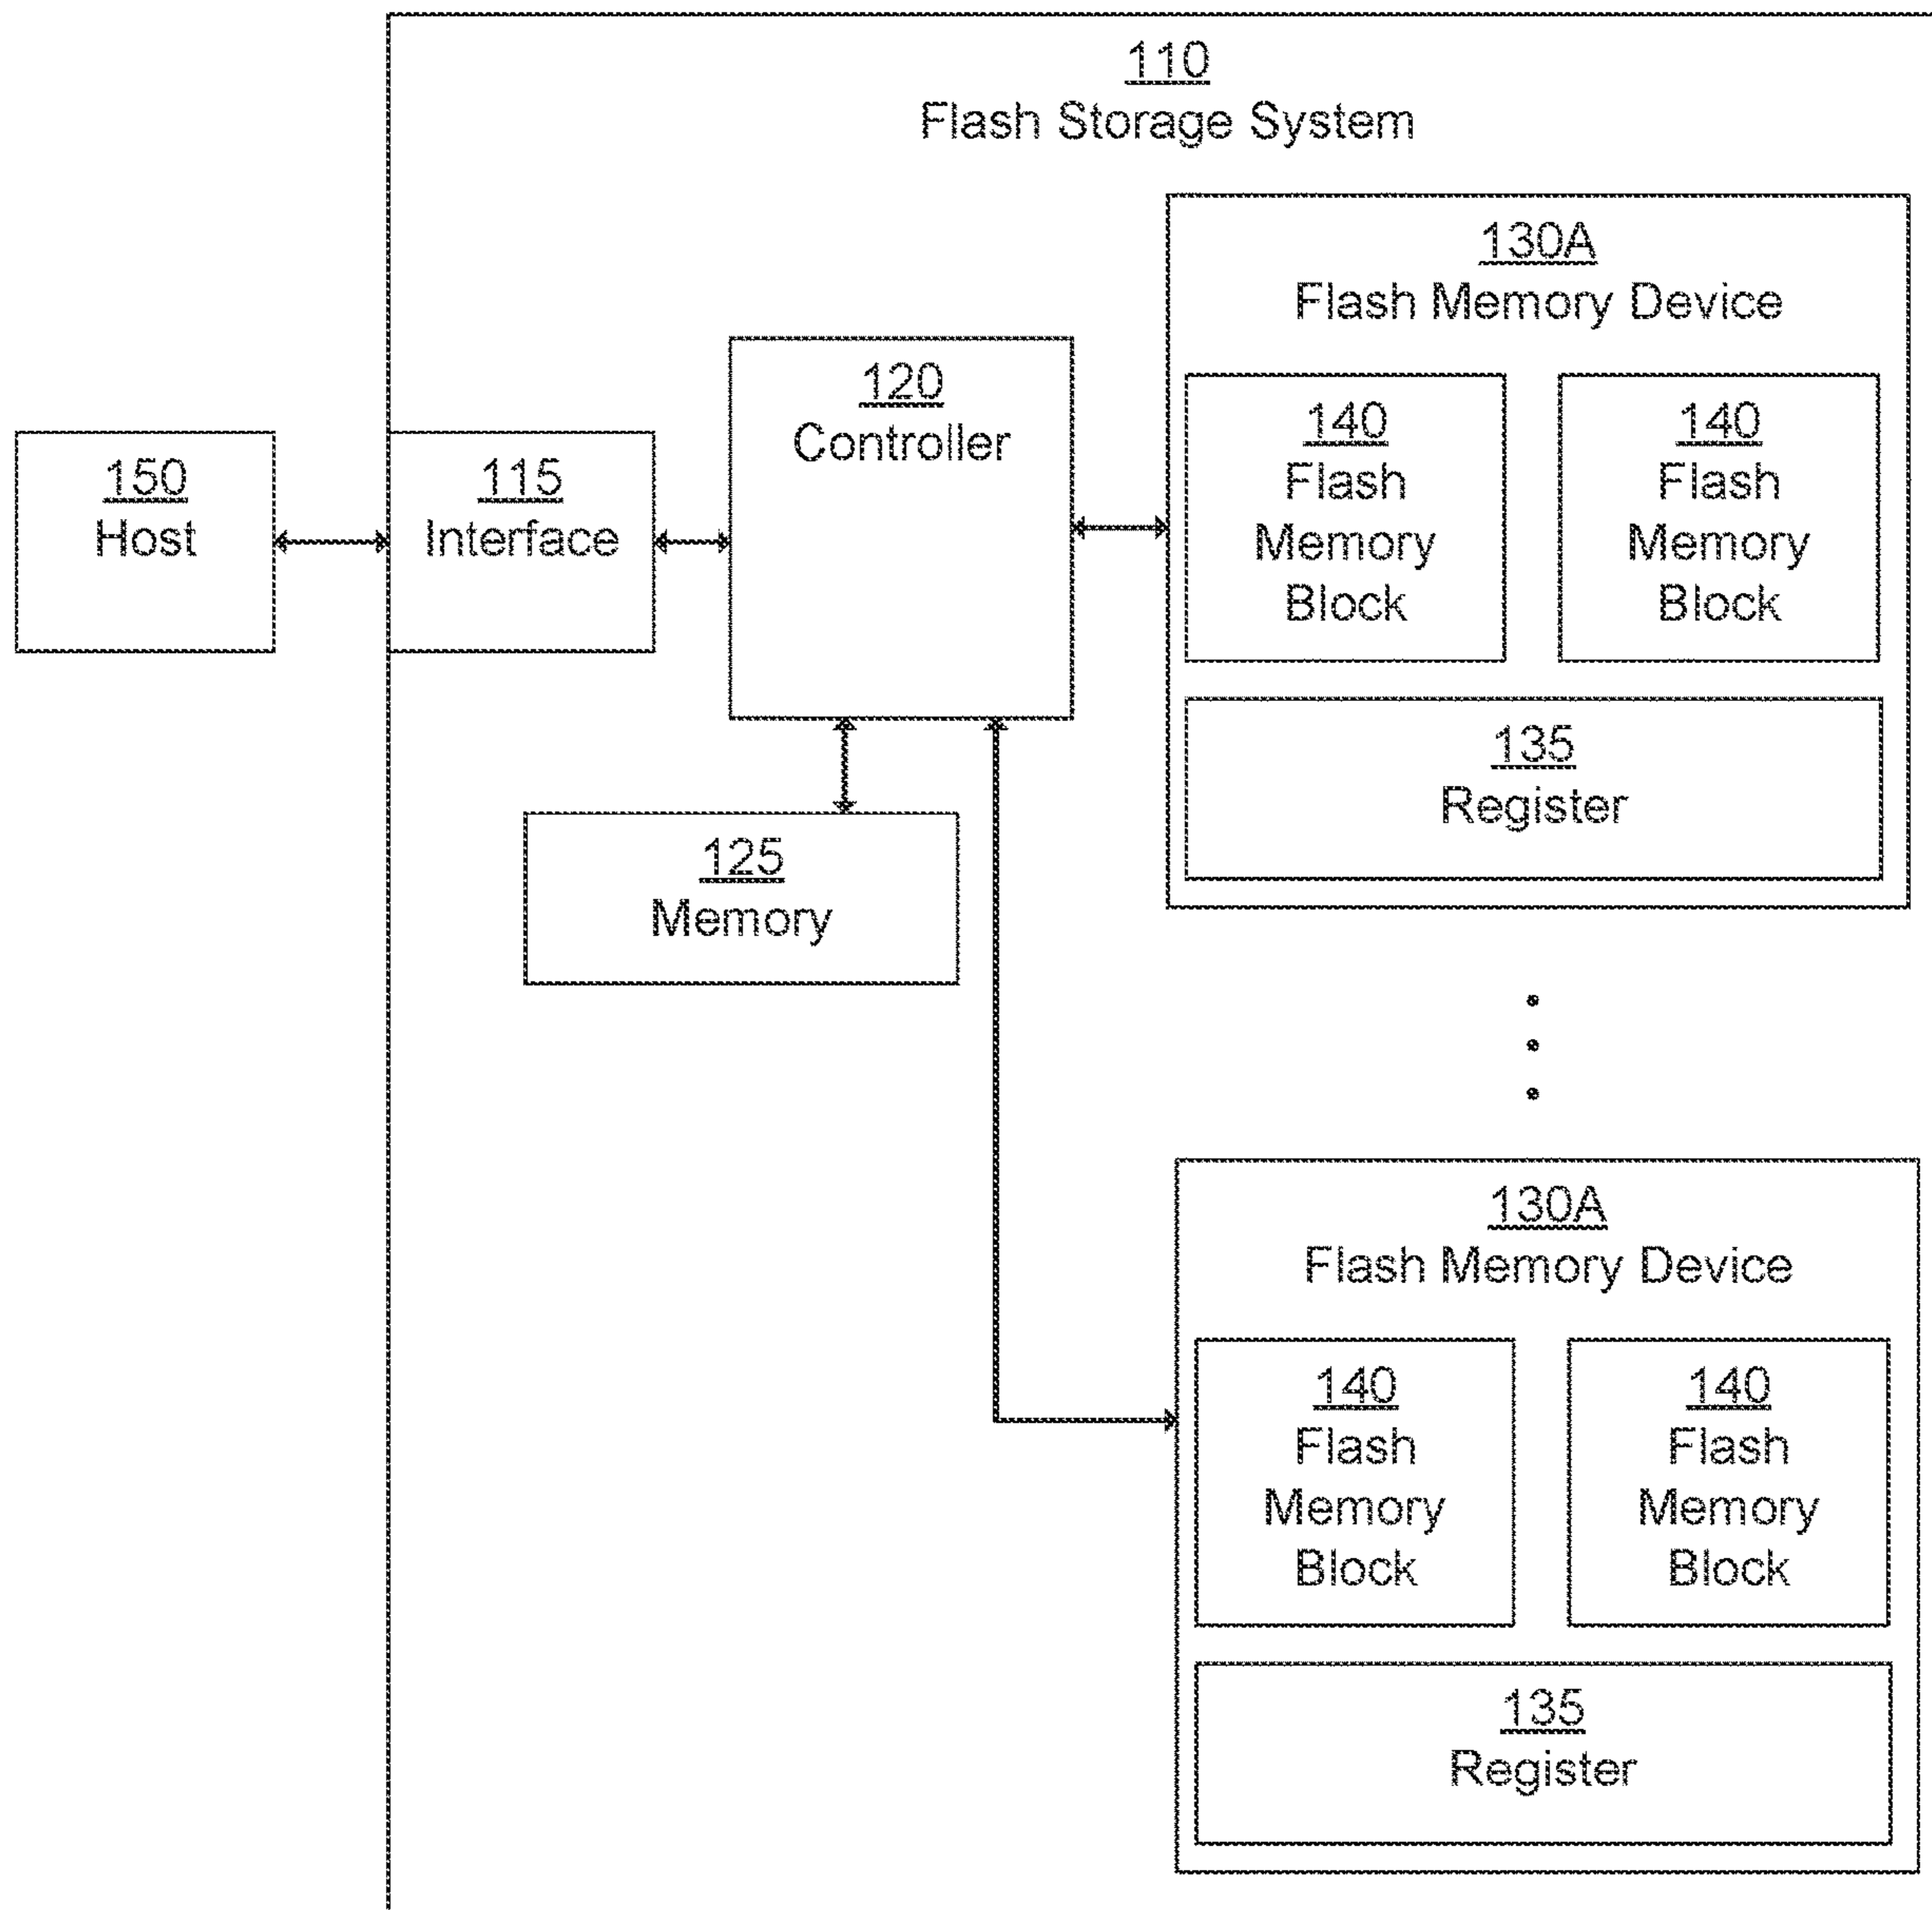 110
Flash Storage System
130A
Flash Memory Device
120
Controller
140
Flash
Memory
Block
140
Flash
Memory
Block
150
Host
115
Interface
135
Register
125
Memory
130A
Flash Memory Device
140
Flash
Memory
Block
140
Flash
Memory
Block
135
Register